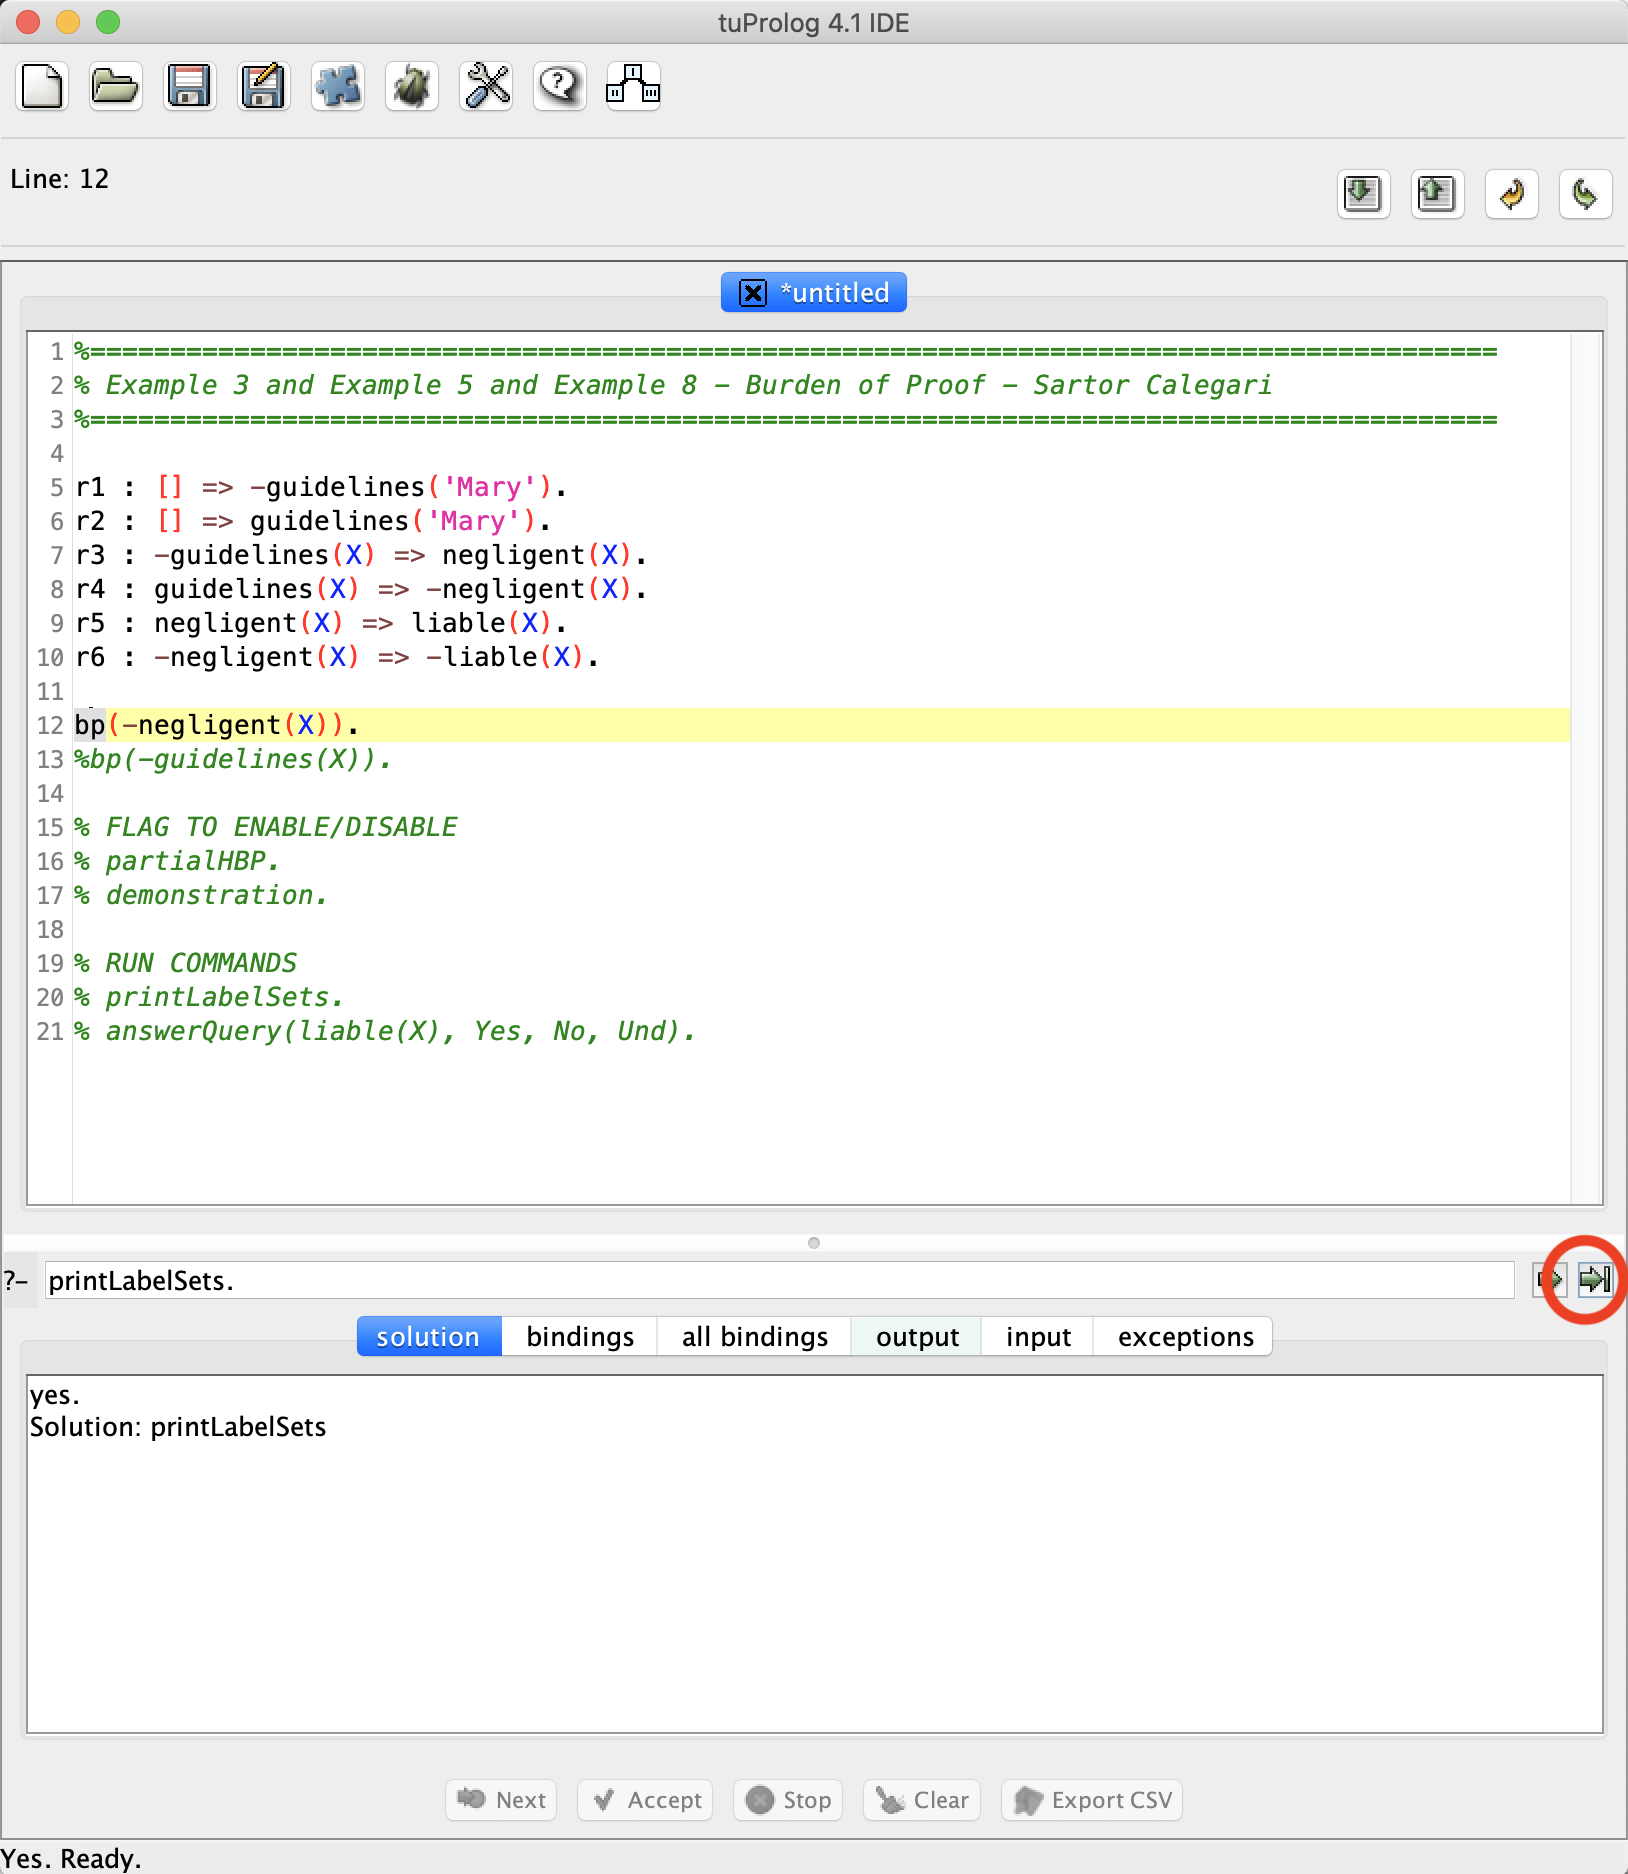 tuProlog 4.1 IDE
Line: 12
*untitled
1 %========================================================================================
2 % Example 3 and Example 5 and Example 8 - Burden of Proof - Sartor Calegari
3 %========================================================================================
4
5 r1 : [] => -guidelines('Mary').
6 r2 : [] => guidelines('Mary').
7 r3 : -guidelines(X) => negligent(X).
8 r4 : guidelines(X) => -negligent(X).
9 r5 : negligent(X) => liable(X).
10 r6 : -negligent(X) => -liable(X).
11
12 bp(-negligent(X)).
13 %bp(-guidelines(X)).
14
15 % FLAG TO ENABLE/DISABLE
16 % partialHBP.
17 % demonstration.
18
19 % RUN COMMANDS
20 % printLabelSets.
21 % answerQuery(liable(X), Yes, No, Und).
?- printLabelSets.
solution bindings all bindings output input exceptions
yes.
Solution: printLabelSets
Next Accept Stop Clear Export CSV
Yes. Ready.